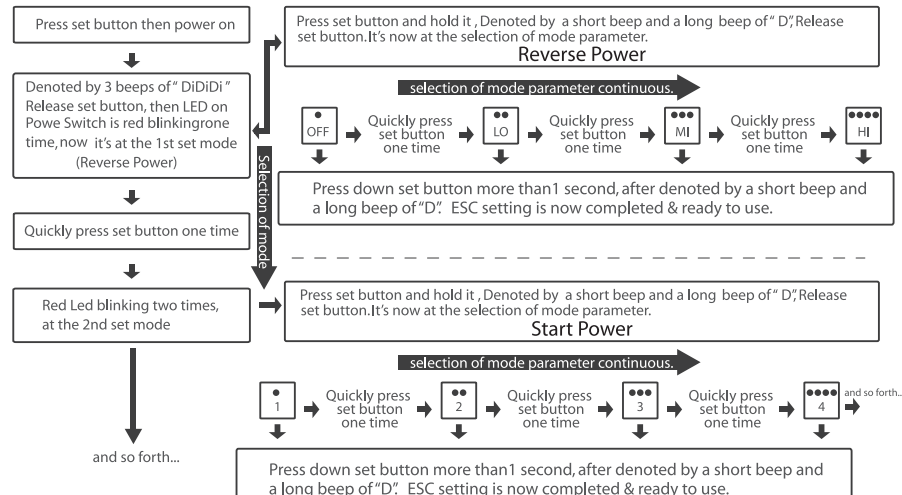 Press set button then power on
Denoted by 3 beeps of “ DiDiDi ”
Release set button, then LED on
Powe Switch is red blinkingrone
time, now it's at the 1st set mode
(Reverse Power)
Quickly press set button one time
Red Led blinking two times,
at the 2nd set mode
and so forth...
Selection of mode
Press set button and hold it , Denoted by a short beep and a long beep of “ D”, Release
set button.It's now at the selection of mode parameter.
Reverse Power
selection of mode parameter continuous.
OFF
Quickly press
set button
one time
LO
Quickly press
set button
one time
MI
Quickly press
set button
one time
HI
Press down set button more than1 second, after denoted by a short beep and
a long beep of “D”. ESC setting is now completed & ready to use.
Press set button and hold it , Denoted by a short beep and a long beep of “ D”, Release
set button.It's now at the selection of mode parameter.
Start Power
selection of mode parameter continuous.
1
Quickly press
set button
one time
2
Quickly press
set button
one time
3
Quickly press
set button
one time
4
and so forth...
Press down set button more than1 second, after denoted by a short beep and
a long beep of “D”. ESC setting is now completed & ready to use.